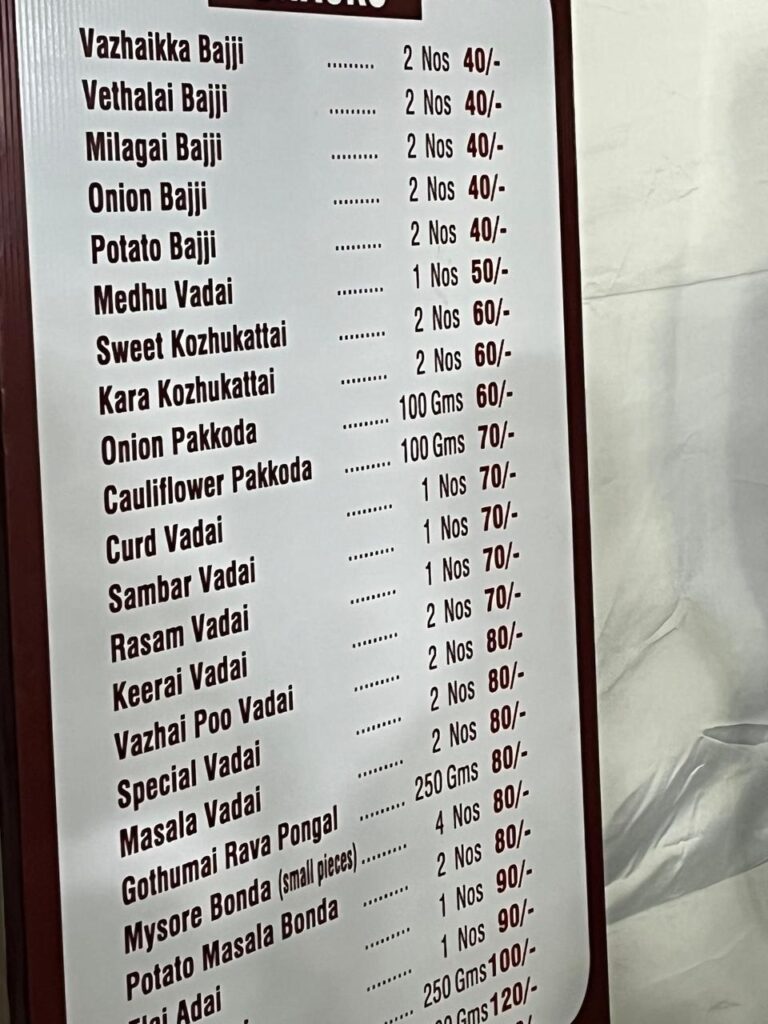 Vazhaikka Bajji ......... 2 Nos 40/-
Vethalai Bajji ......... 2 Nos 40/-
Milagai Bajji ......... 2 Nos 40/-
Onion Bajji ......... 2 Nos 40/-
Potato Bajji ......... 2 Nos 40/-
Medhu Vadai ......... 1 Nos 50/-
Sweet Kozhukattai ......... 2 Nos 60/-
Kara Kozhukattai ......... 2 Nos 60/-
Onion Pakkoda ......... 100 Gms 60/-
Cauliflower Pakkoda ......... 100 Gms 70/-
Curd Vadai ......... 1 Nos 70/-
Sambar Vadai ......... 1 Nos 70/-
Rasam Vadai ......... 1 Nos 70/-
Keerai Vadai ......... 2 Nos 70/-
Vazhai Poo Vadai ......... 2 Nos 80/-
Special Vadai ......... 2 Nos 80/-
Masala Vadai ......... 2 Nos 80/-
Gothumai Rava Pongal ......... 250 Gms 80/-
Mysore Bonda (small pieces) ......... 4 Nos 80/-
Potato Masala Bonda ......... 2 Nos 80/-
Adai ......... 1 Nos 90/-
......... 1 Nos 90/-
...... 250 Gms 100/-
Gms 120/-